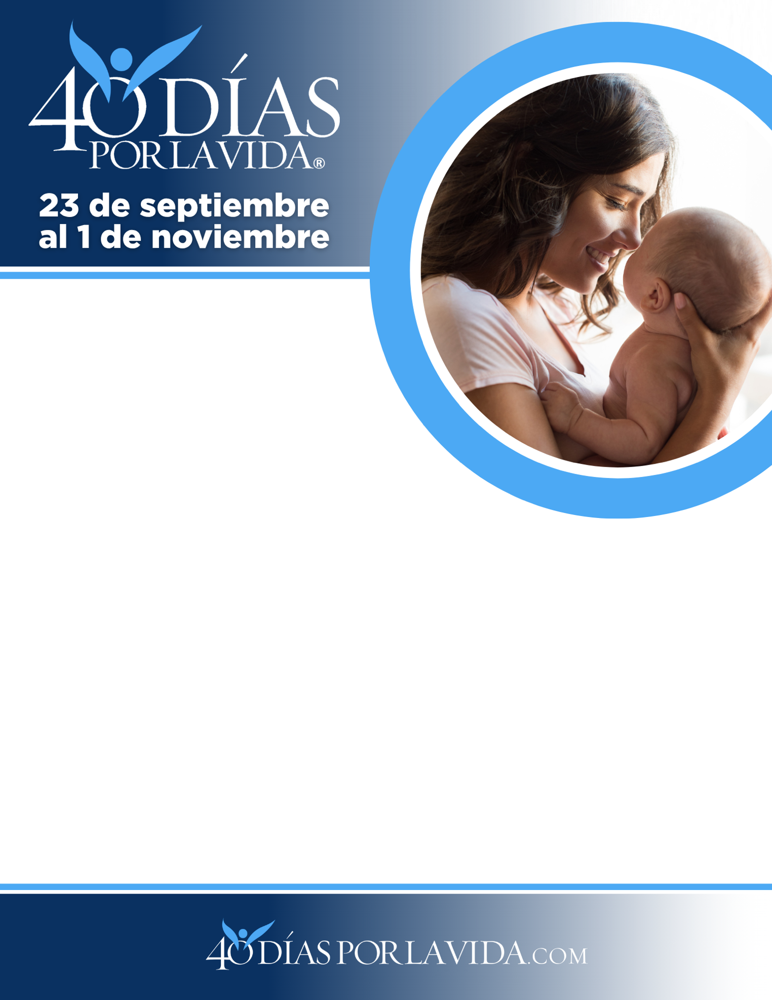 40 DÍAS
POR LA VIDA®
23 de septiembre
al 1 de noviembre
40 DÍAS POR LA VIDA.COM